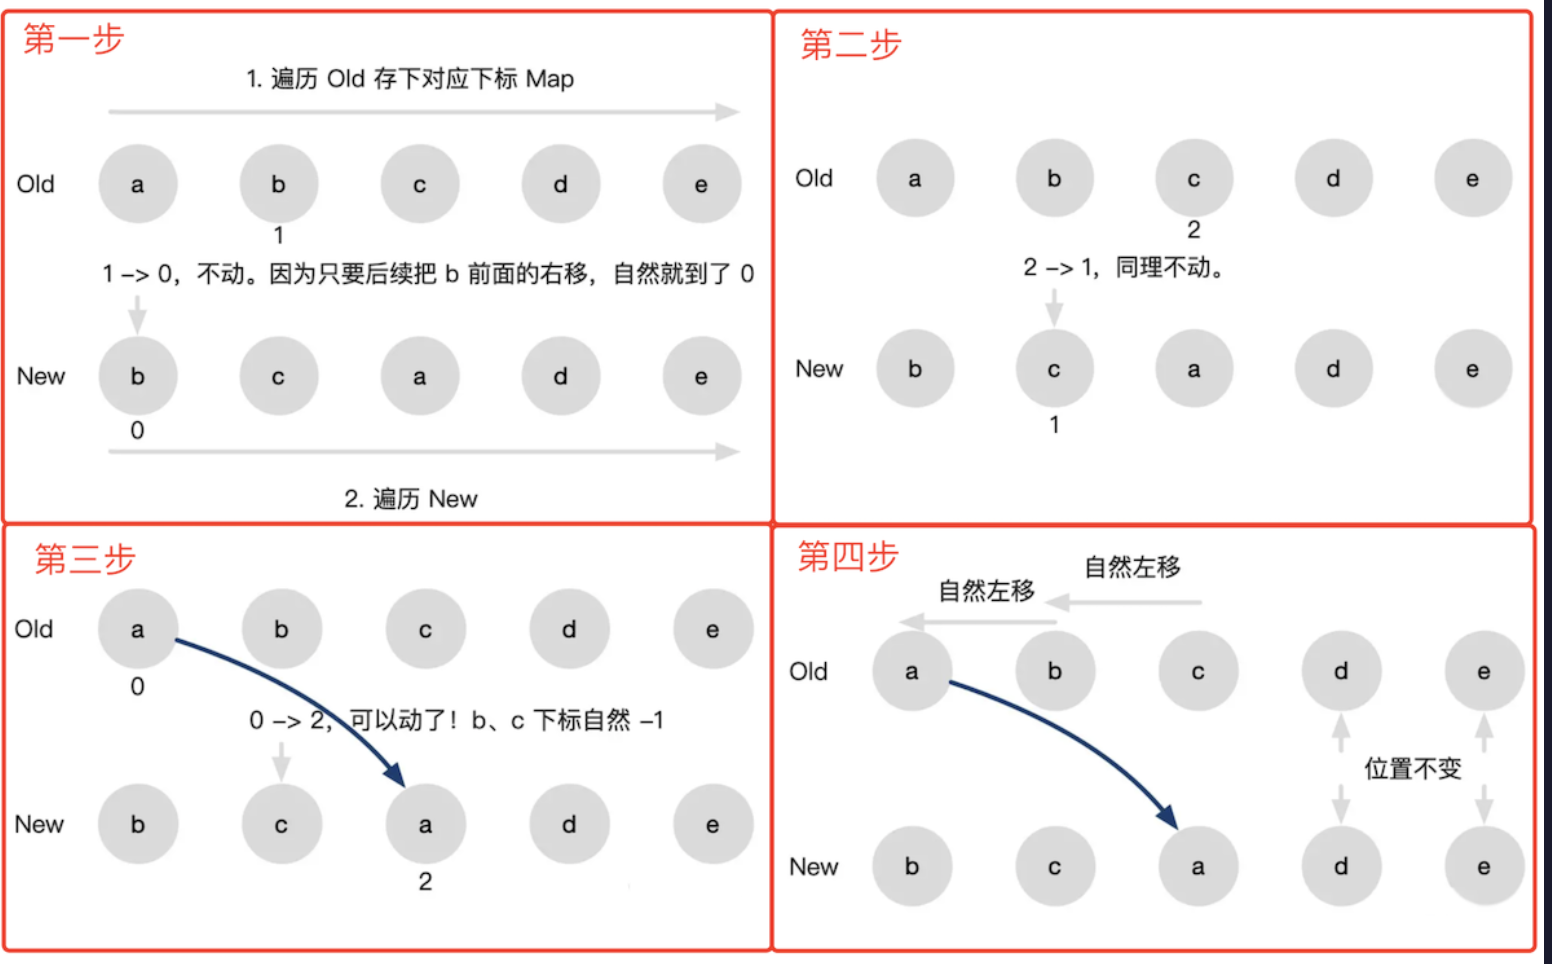 第一步
1. 遍历 Old 存下对应下标 Map
Old a b c d e
1
1 –> 0，不动。因为只要后续把 b 前面的右移，自然就到了 0
New b c a d e
0
2. 遍历 New
第二步
Old a b c d e
2
2 –> 1，同理不动。
New b c a d e
1
第三步
Old a b c d e
0
0 –> 2，可以动了！b、c 下标自然 –1
New b c a d e
2
第四步
自然左移
自然左移
Old a b c d e
位置不变
New b c a d e